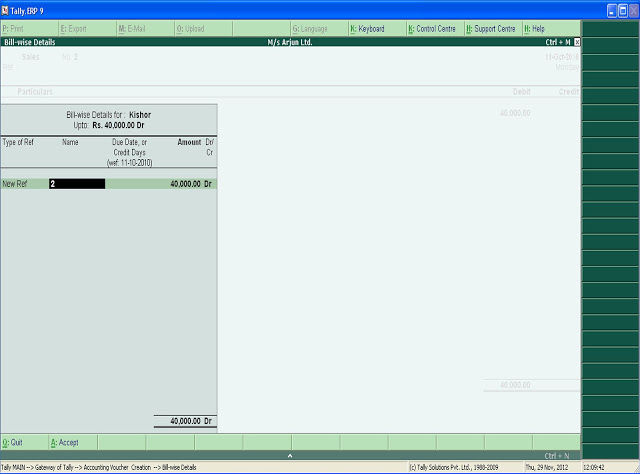 Tally.ERP 9
P: Print E: Export M: E-Mail O: Upload G: Language K: Keyboard K: Control Centre H: Support Centre H: Help
Bill-wise Details M/s Arjun Ltd. Ctrl + M
Sales No. 2
Ref
Monday
Particulars Debit Credit
40,000.00
Bill-wise Details for : Kishor
Upto: Rs. 40,000.00 Dr
Type of Ref Name Due Date, or Amount Dr/
Credit Days Cr
(wef: 11-10-2010)
New Ref 2 40,000.00 Dr
40,000.00
40,000.00 Dr
Q: Quit A: Accept
Ctrl + N
Tally MAIN --> Gateway of Tally --> Accounting Voucher Creation --> Bill-wise Details (c) Tally Solutions Pvt. Ltd., 1988-2009 Thu, 29 Nov, 2012 12:09:42